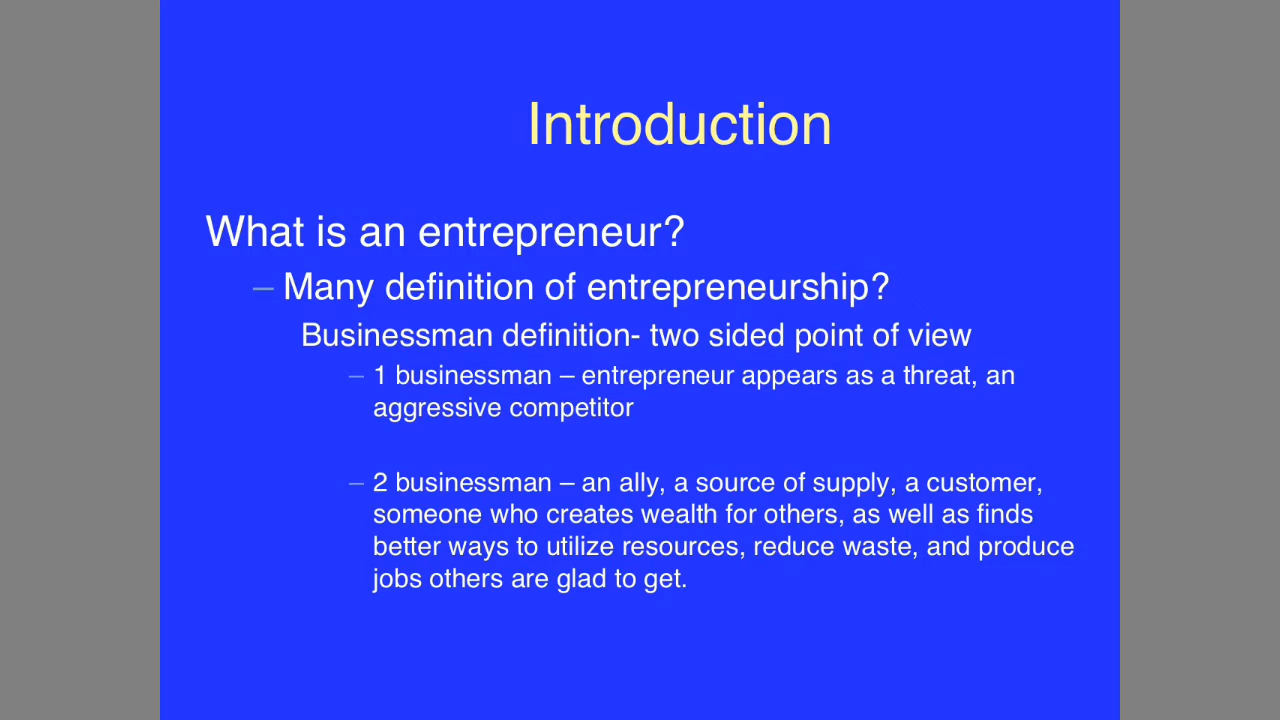 Introduction
What is an entrepreneur?
– Many definition of entrepreneurship?
Businessman definition- two sided point of view
– 1 businessman – entrepreneur appears as a threat, an
aggressive competitor
– 2 businessman – an ally, a source of supply, a customer,
someone who creates wealth for others, as well as finds
better ways to utilize resources, reduce waste, and produce
jobs others are glad to get.